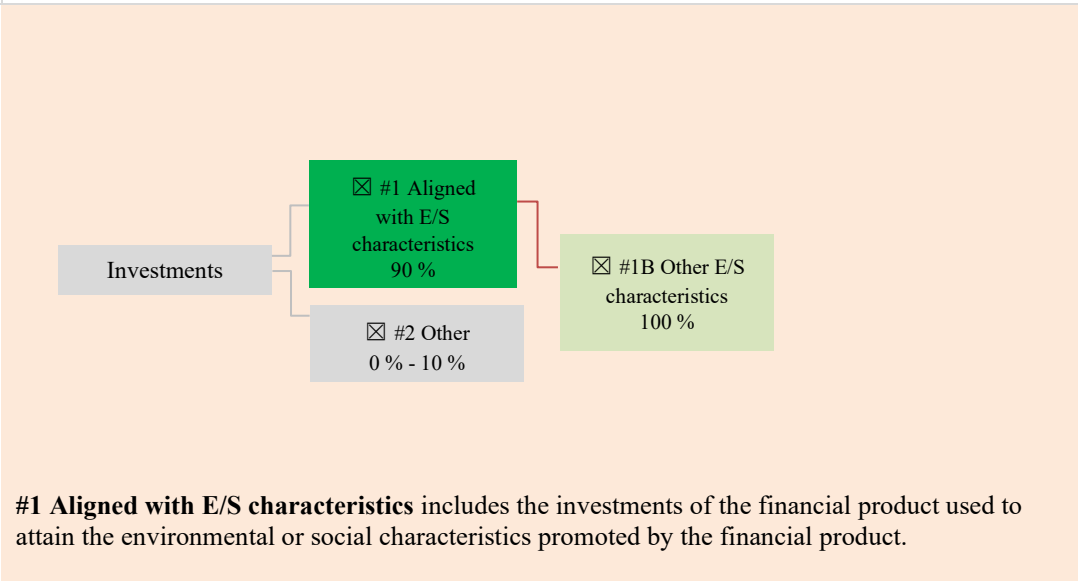 Investments
☒ #1 Aligned
with E/S
characteristics
90 %
☒ #2 Other
0 % - 10 %
☒ #1B Other E/S
characteristics
100 %
#1 Aligned with E/S characteristics includes the investments of the financial product used to
attain the environmental or social characteristics promoted by the financial product.